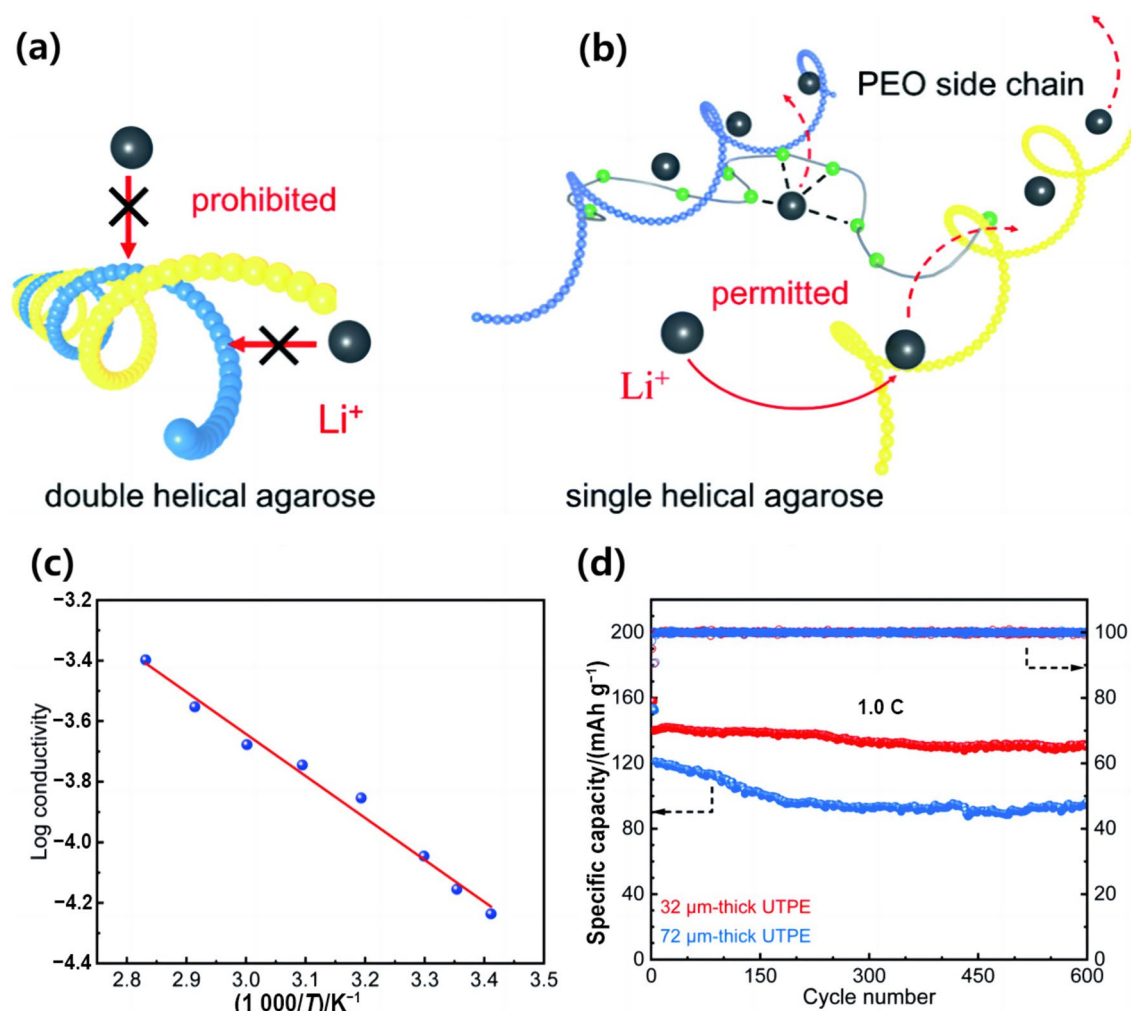 (a)
prohibited
Li⁺
double helical agarose
(b)
PEO side chain
permitted
Li⁺
single helical agarose
(c)
−3.2
−3.4
−3.6
−3.8
−4.0
−4.2
−4.4
Log conductivity
2.8 2.9 3.0 3.1 3.2 3.3 3.4 3.5
(1 000/T)/K⁻¹
(d)
200
160
120
80
40
0
Specific capacity/(mAh g⁻¹)
1.0 C
32 μm-thick UTPE
72 μm-thick UTPE
100
80
60
40
20
0
0 150 300 450 600
Cycle number